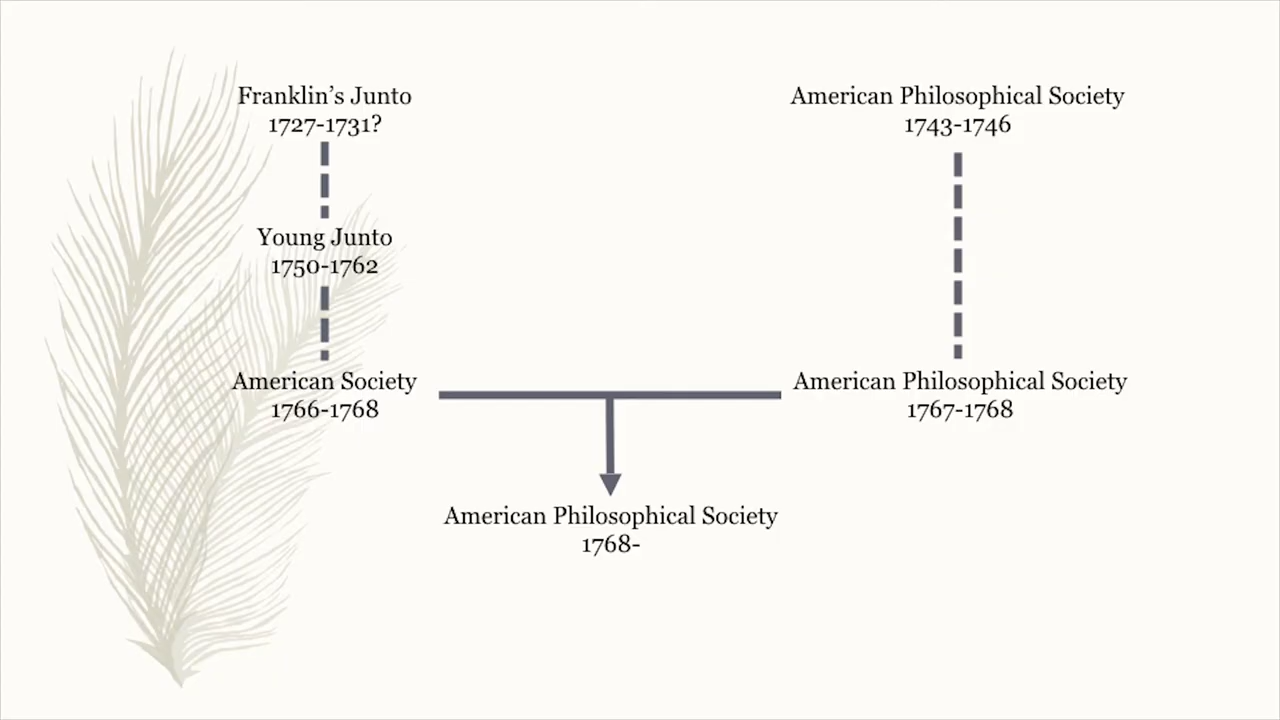 Franklin’s Junto
1727-1731?
American Philosophical Society
1743-1746
Young Junto
1750-1762
American Society
1766-1768
American Philosophical Society
1767-1768
American Philosophical Society
1768-